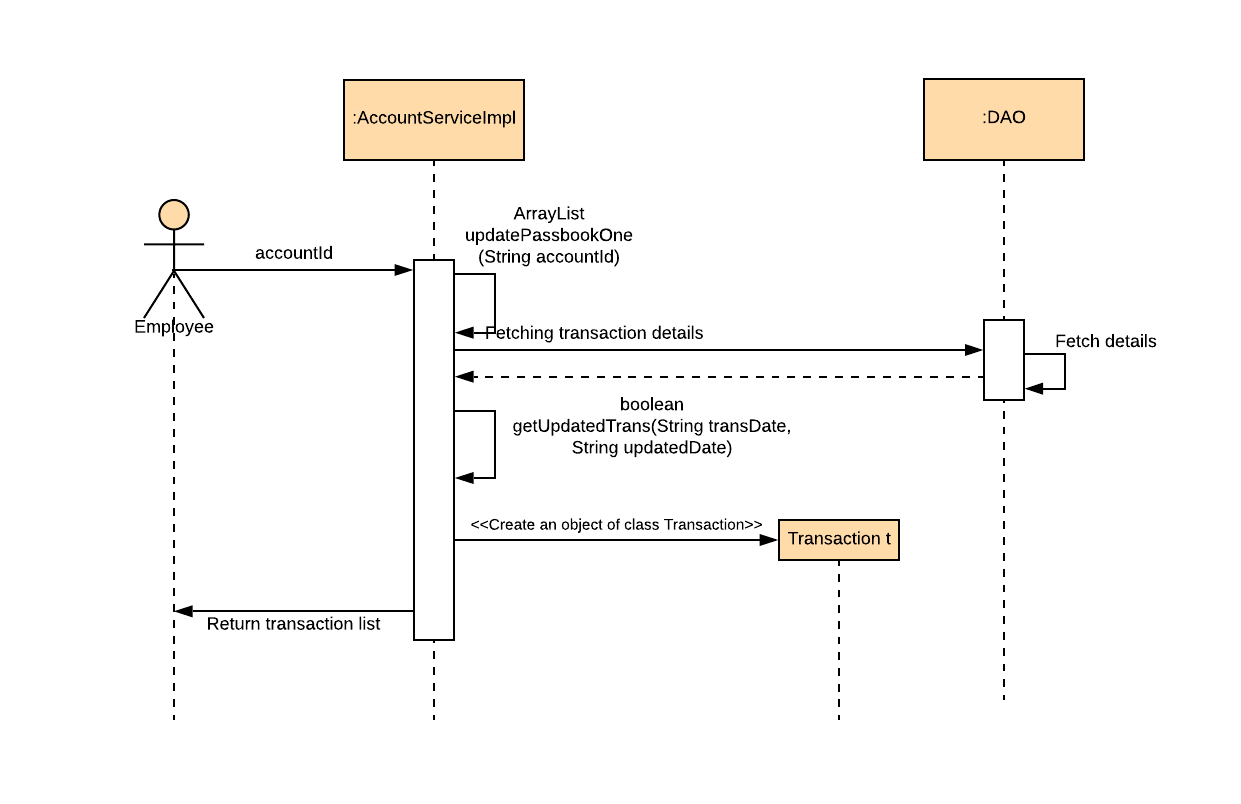 :AccountServiceImpl
:DAO
ArrayList
updatePassbookOne
(String accountId)
accountId
Employee
Fetching transaction details
Fetch details
boolean
getUpdatedTrans(String transDate,
String updatedDate)
<<Create an object of class Transaction>>
Transaction t
Return transaction list